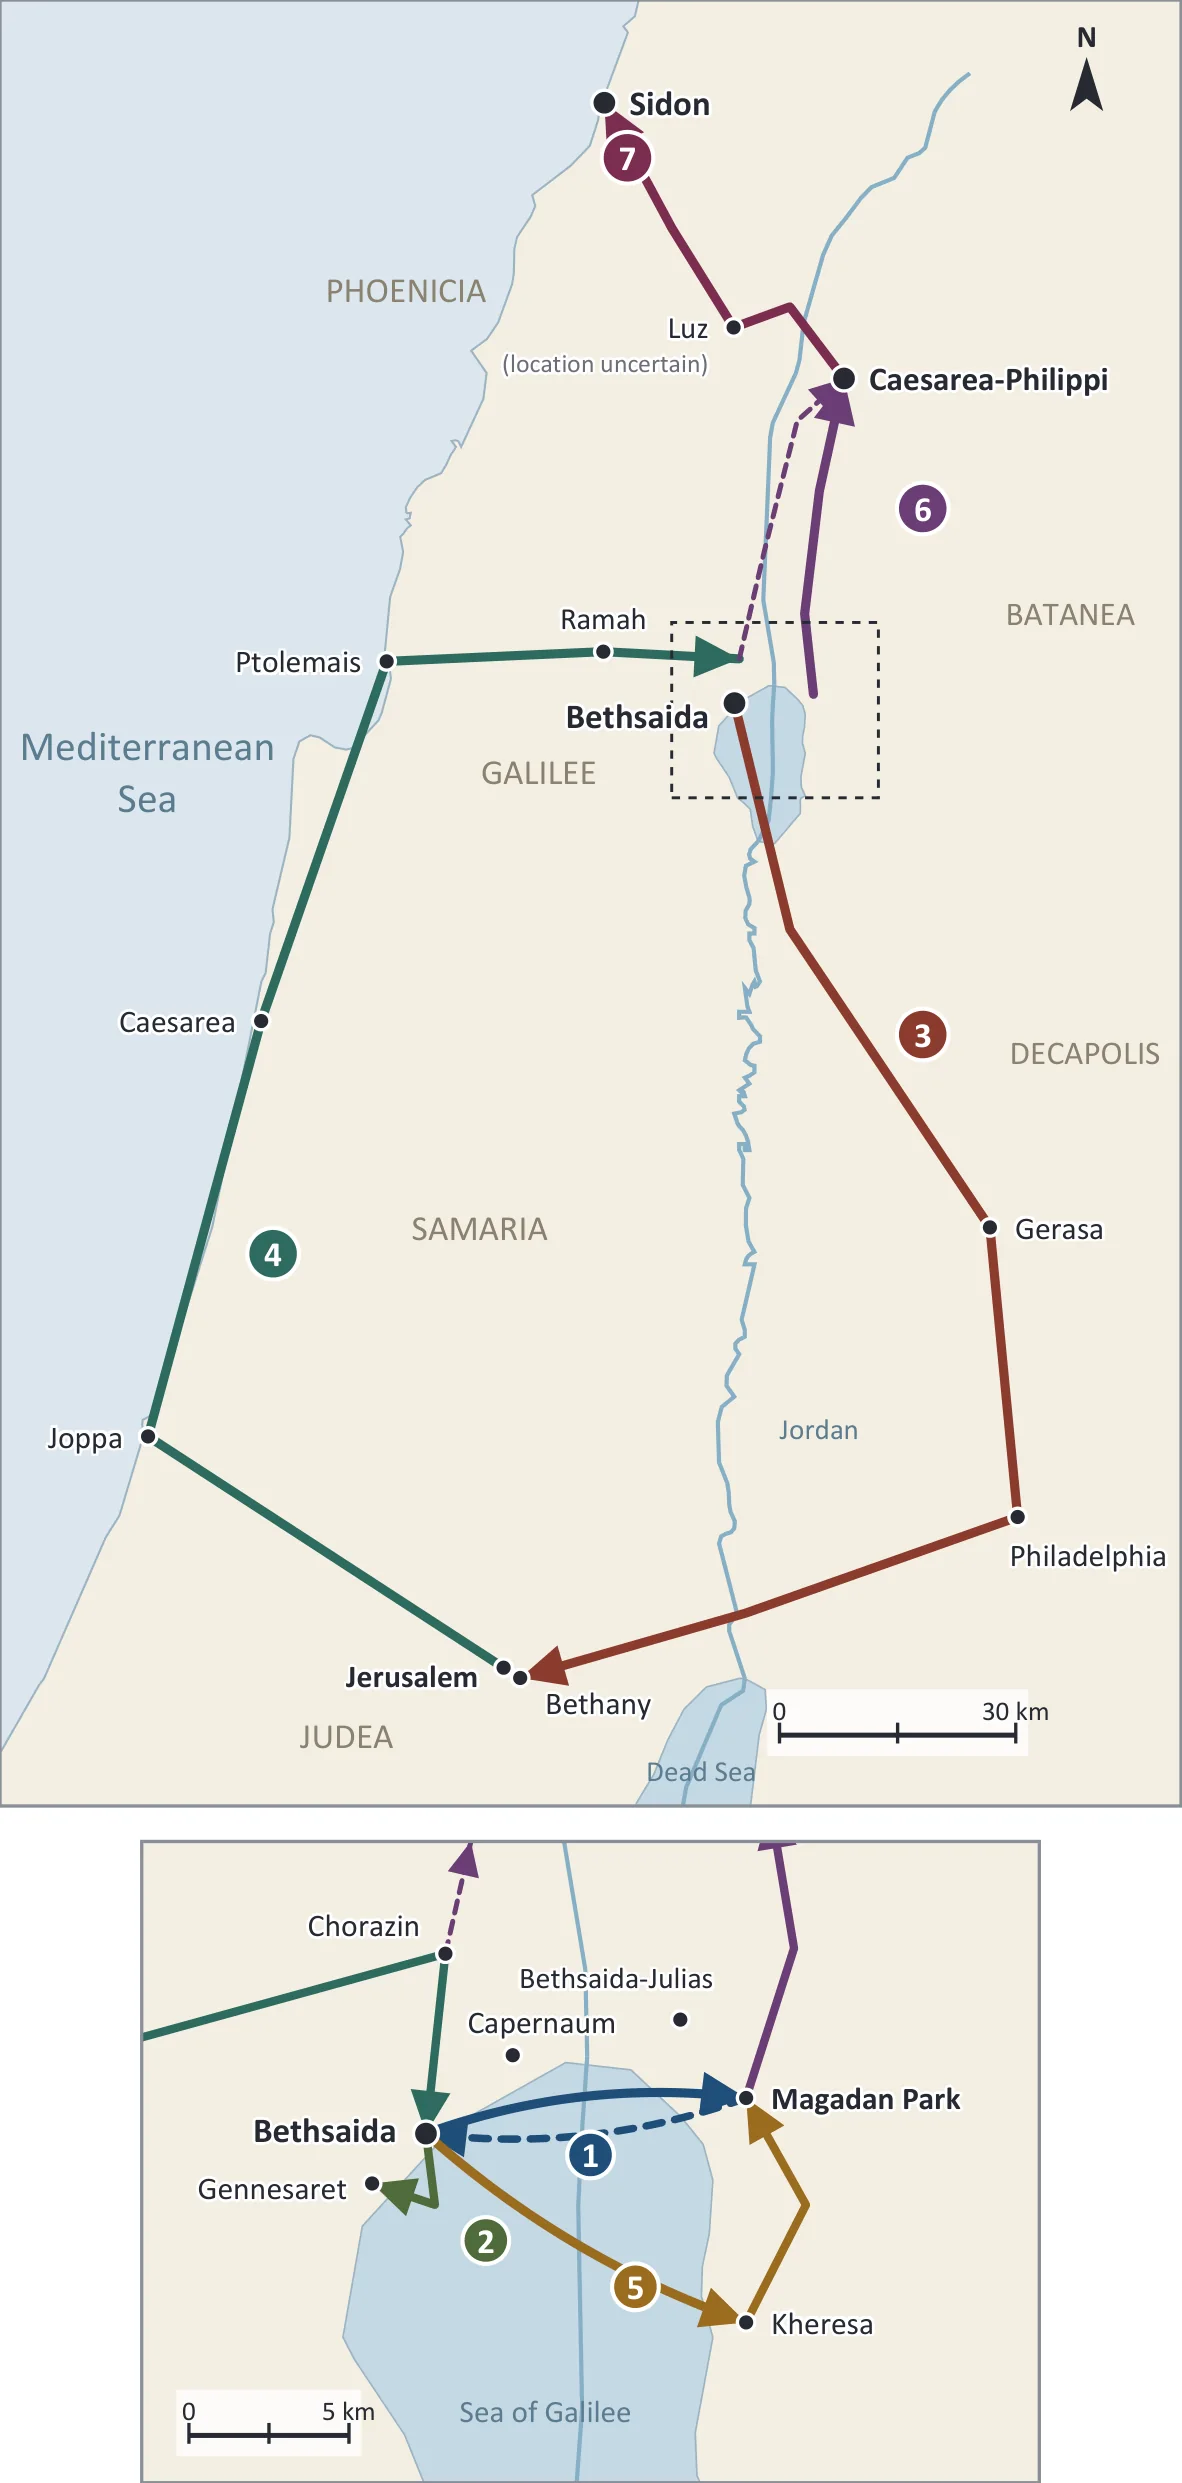 N
Sidon
7
PHOENICIA
Luz
(location uncertain)
Caesarea-Philippi
6
BATANEA
Ramah
Ptolemais
Bethsaida
Mediterranean
Sea
GALILEE
Caesarea
3
DECAPOLIS
SAMARIA
Gerasa
4
Jordan
Joppa
Philadelphia
Jerusalem
Bethany
0 30 km
JUDEA
Dead Sea
Chorazin
Bethsaida-Julias
Capernaum
Magadan Park
Bethsaida
1
Gennesaret
2
5
Kheresa
0 5 km
Sea of Galilee